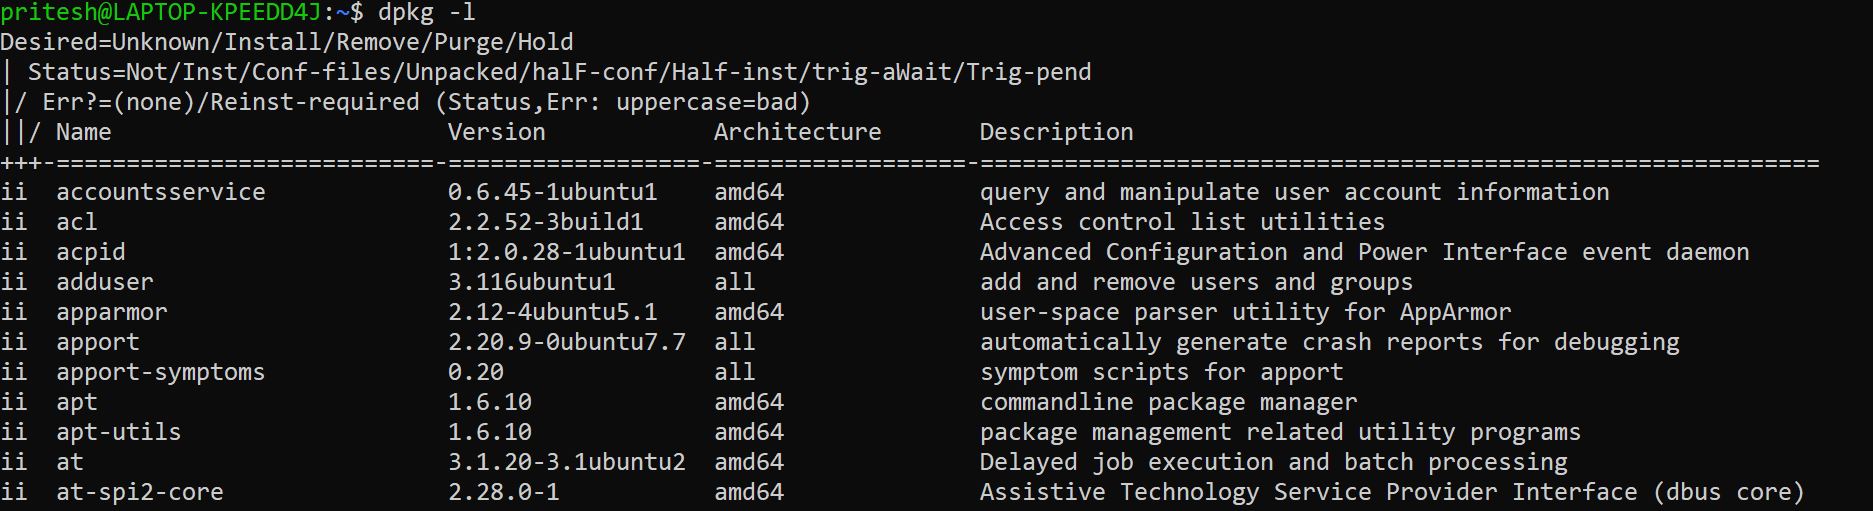 pritesh@LAPTOP-KPEEDD4J:~$ dpkg -l
Desired=Unknown/Install/Remove/Purge/Hold
| Status=Not/Inst/Conf-files/Unpacked/halF-conf/Half-inst/trig-aWait/Trig-pend
|/ Err?=(none)/Reinst-required (Status,Err: uppercase=bad)
||/ Name                        Version            Architecture       Description
+++-===========================-==================-==================-============================================================
ii  accountsservice             0.6.45-1ubuntu1    amd64              query and manipulate user account information
ii  acl                         2.2.52-3build1     amd64              Access control list utilities
ii  acpid                       1:2.0.28-1ubuntu1  amd64              Advanced Configuration and Power Interface event daemon
ii  adduser                     3.116ubuntu1       all                add and remove users and groups
ii  apparmor                    2.12-4ubuntu5.1    amd64              user-space parser utility for AppArmor
ii  apport                      2.20.9-0ubuntu7.7  all                automatically generate crash reports for debugging
ii  apport-symptoms             0.20               all                symptom scripts for apport
ii  apt                         1.6.10             amd64              commandline package manager
ii  apt-utils                   1.6.10             amd64              package management related utility programs
ii  at                          3.1.20-3.1ubuntu2  amd64              Delayed job execution and batch processing
ii  at-spi2-core                2.28.0-1           amd64              Assistive Technology Service Provider Interface (dbus core)